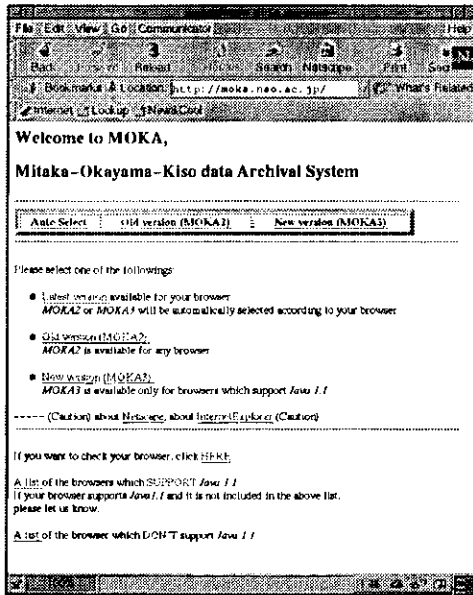 File Edit View Go Communicator Help
Back Reload Search Netscape Print
Bookmarks Location: http://moka.nao.ac.jp/ What's Related
Internet Lookup New&Cool
Welcome to MOKA,
Mitaka-Okayama-Kiso data Archival System
Auto Select Old version (MOKA2) New version (MOKA3)
Please select one of the followings:
Latest version available for your browser
MOKA2 or MOKA3 will be automatically selected according to your browser
Old version (MOKA2)
MOKA2 is available for any browser
New version (MOKA3)
MOKA3 is available only for browsers which support Java 1.1
----- (Caution) about Netscape, about InternetExplorer (Caution)
If you want to check your browser, click HERE
A list of the browsers which SUPPORT Java 1.1
If your browser supports Java1.1 and it is not included in the above list,
please let us know.
A list of the browser which DON'T support Java 1.1